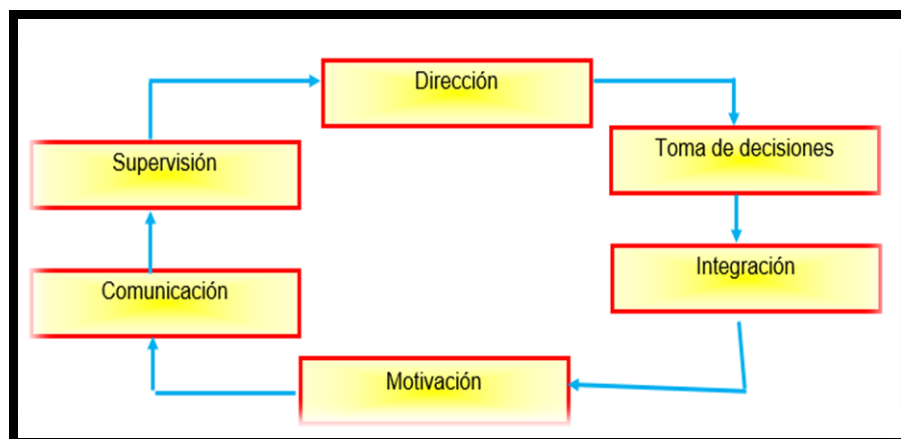 Dirección
Toma de decisiones
Integración
Motivación
Comunicación
Supervisión